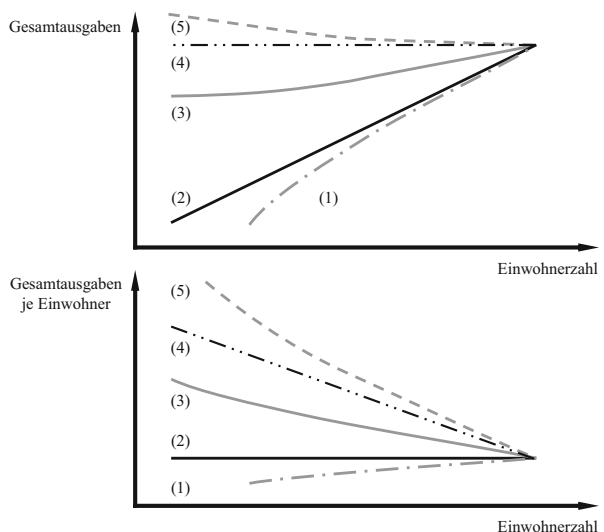 Gesamtausgaben
(5)
(4)
(3)
(2)
(1)
Einwohnerzahl
Gesamtausgaben
je Einwohner
(5)
(4)
(3)
(2)
(1)
Einwohnerzahl